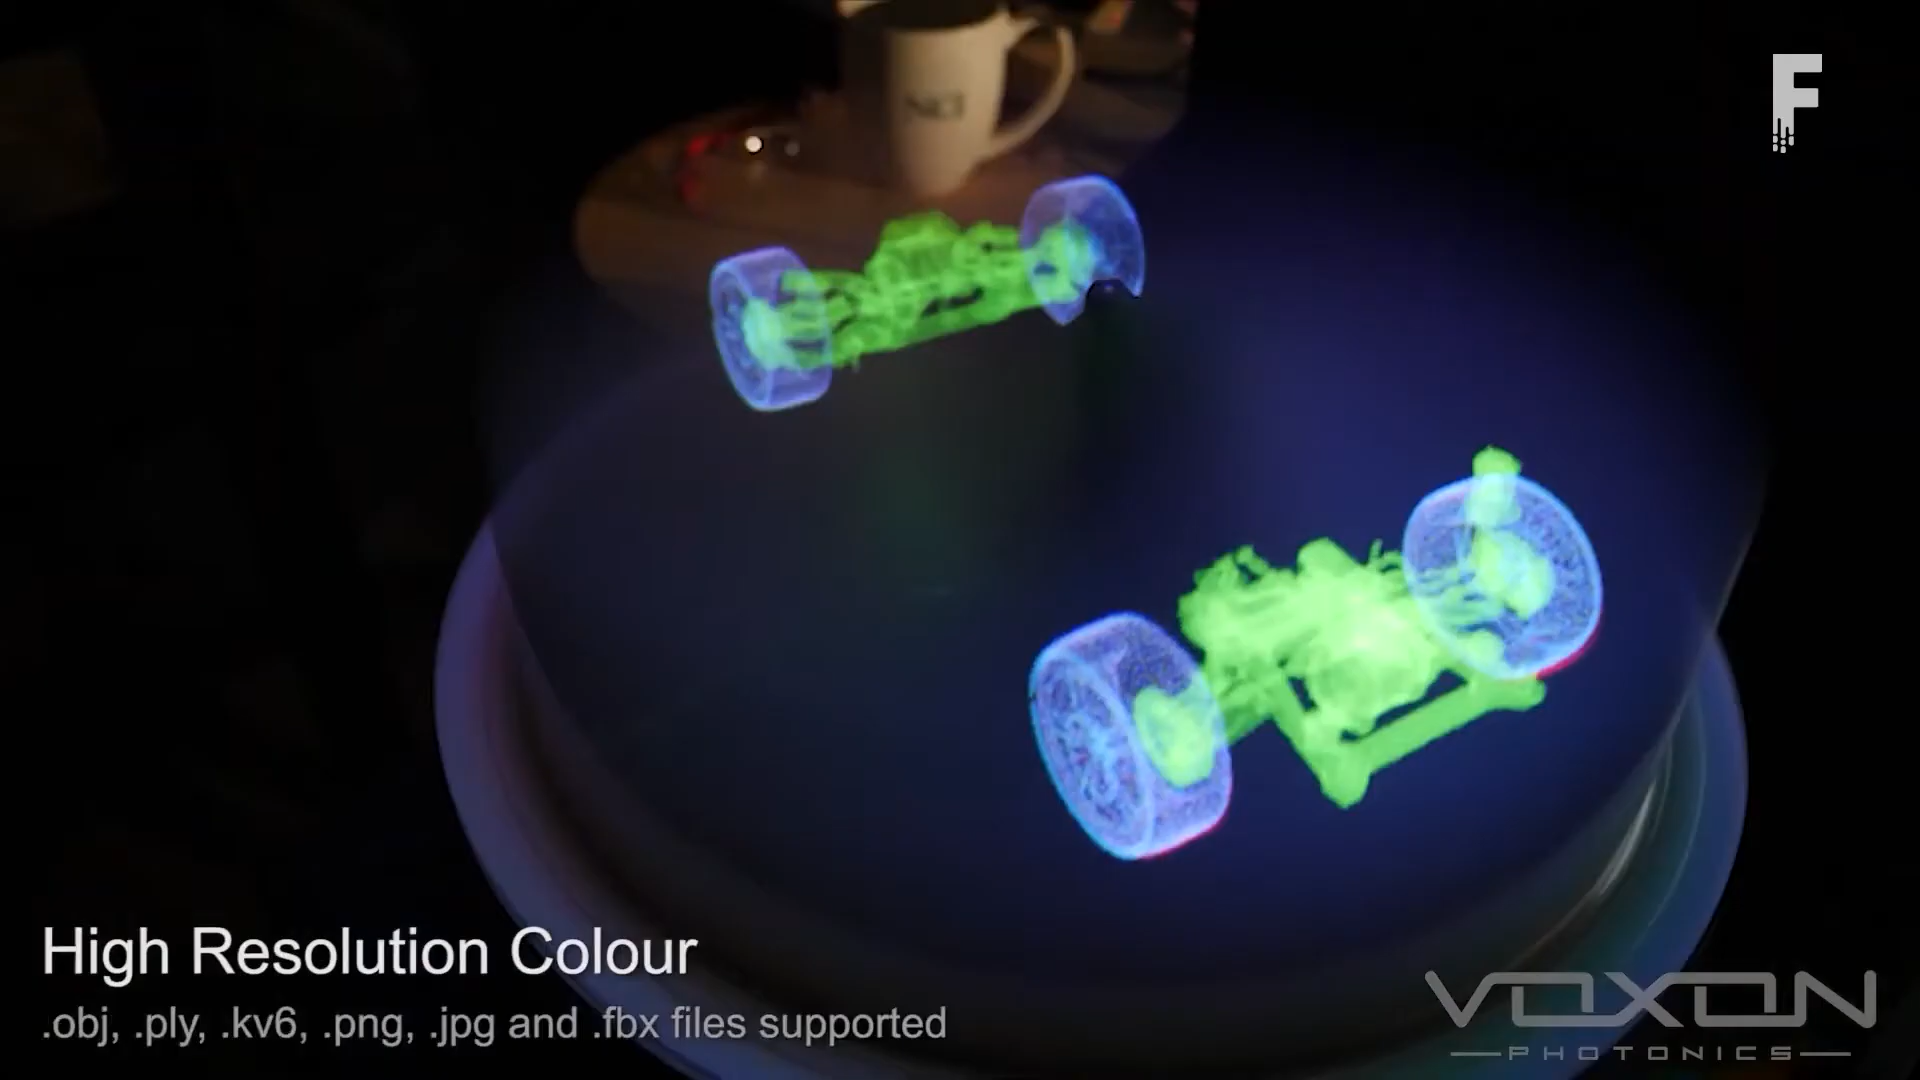 F
High Resolution Colour
.obj, .ply, .kv6, .png, .jpg and .fbx files supported
VOXON
PHOTONICS